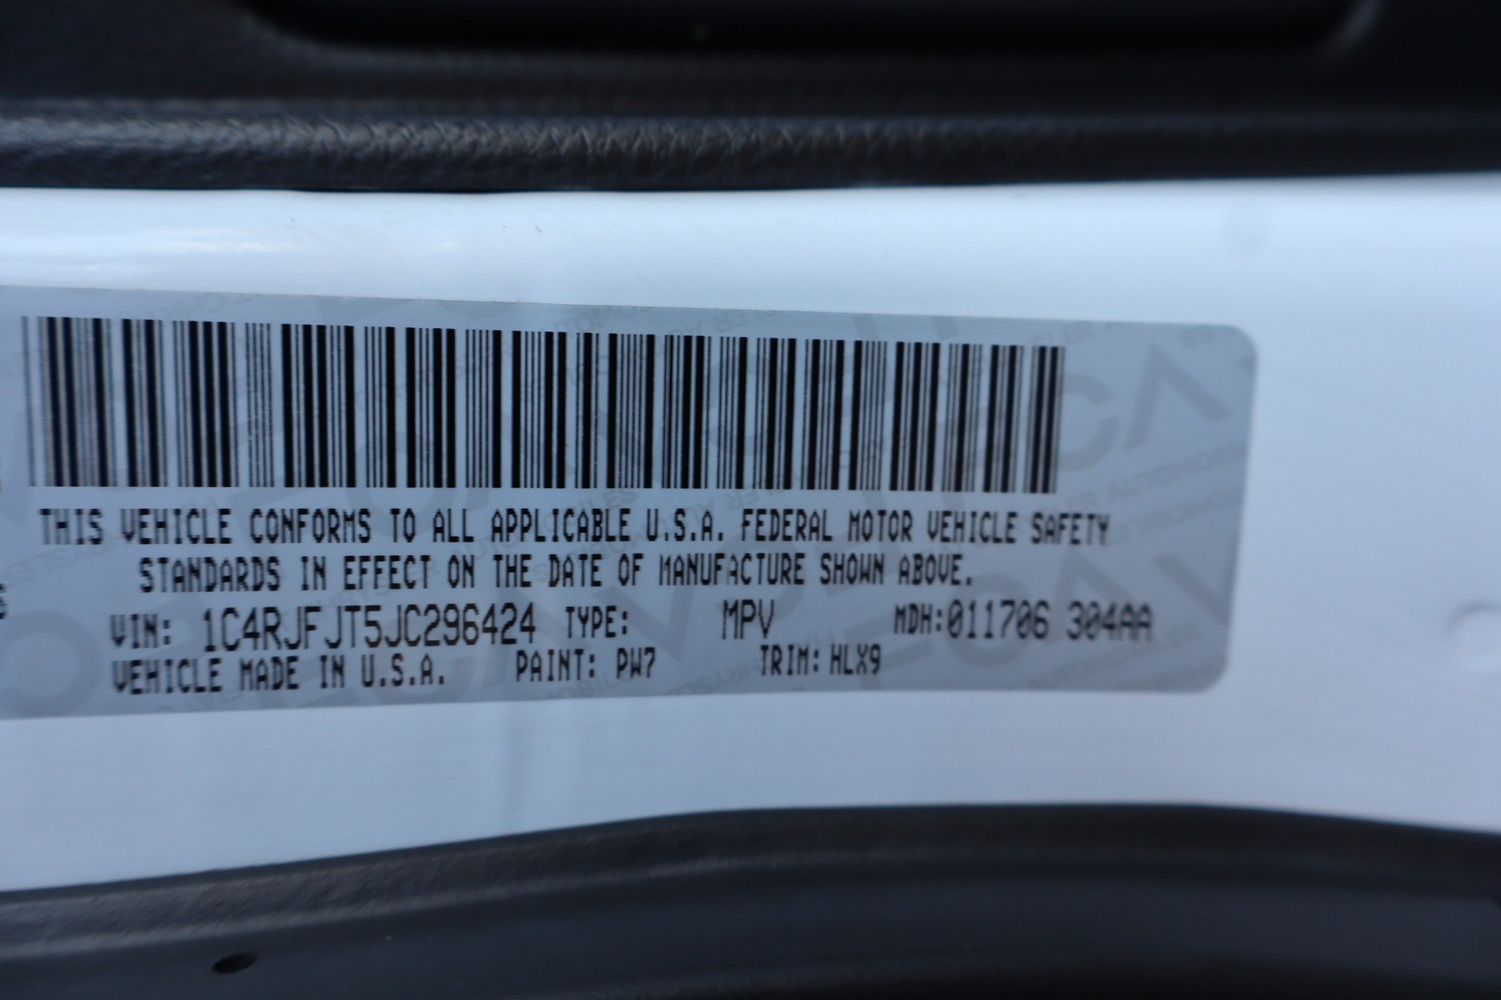 THIS VEHICLE CONFORMS TO ALL APPLICABLE U.S.A. FEDERAL MOTOR VEHICLE SAFETY
STANDARDS IN EFFECT ON THE DATE OF MANUFACTURE SHOWN ABOVE.
VIN: 1C4RJFJT5JC296424 TYPE: MPV MDH:011706 304AA
VEHICLE MADE IN U.S.A. PAINT: PW7 TRIM: HLX9